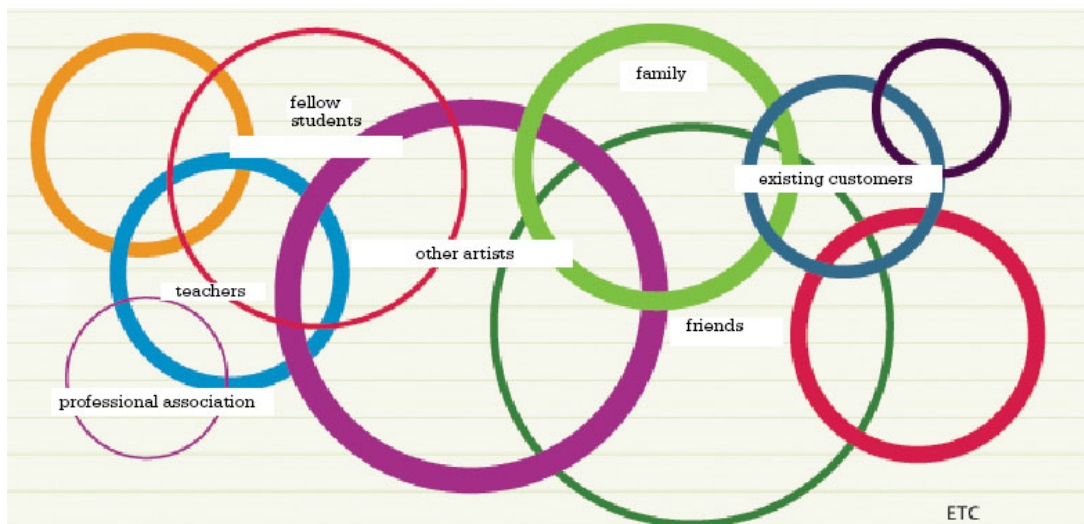 family
fellow
students
existing customers
other artists
teachers
friends
professional association
ETC